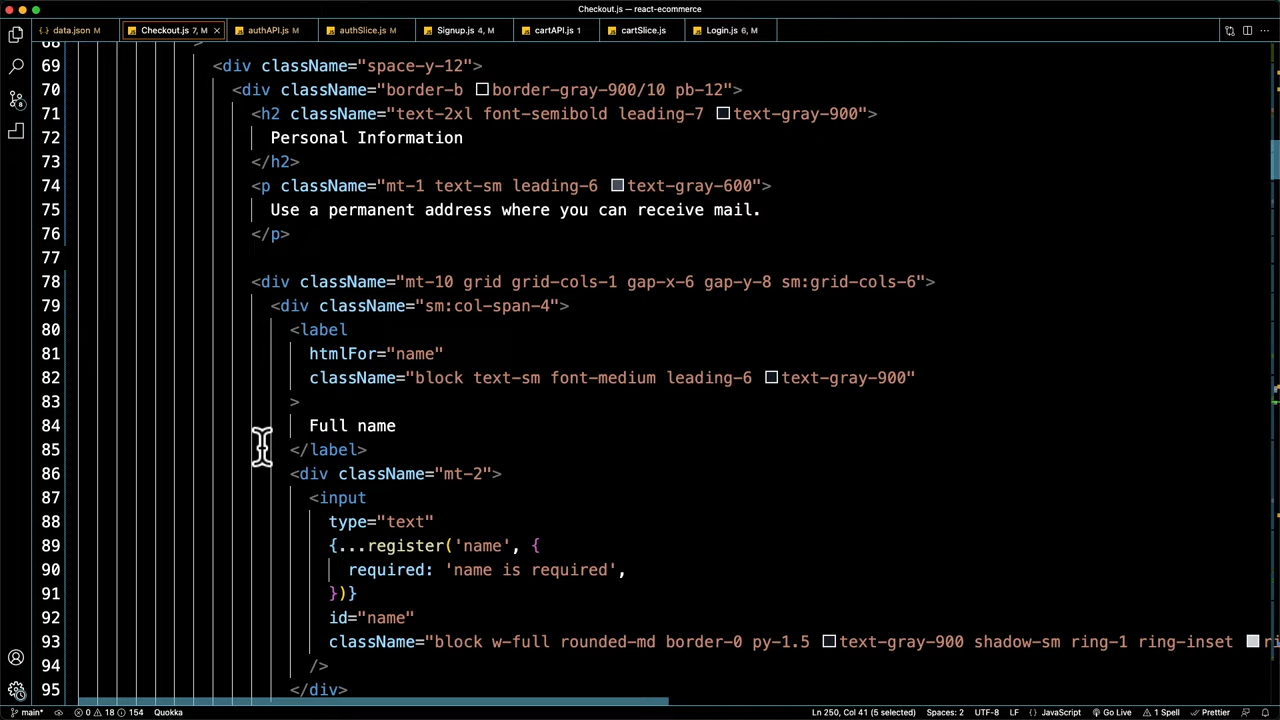 Checkout.js — react-ecommerce
data.json M Checkout.js 7, M authAPI.js M authSlice.js M Signup.js 4, M cartAPI.js 1 cartSlice.js Login.js 6, M
68 >
69 <div className="space-y-12">
70 <div className="border-b border-gray-900/10 pb-12">
71 <h2 className="text-2xl font-semibold leading-7 text-gray-900">
72 Personal Information
73 </h2>
74 <p className="mt-1 text-sm leading-6 text-gray-600">
75 Use a permanent address where you can receive mail.
76 </p>
77
78 <div className="mt-10 grid grid-cols-1 gap-x-6 gap-y-8 sm:grid-cols-6">
79 <div className="sm:col-span-4">
80 <label
81 htmlFor="name"
82 className="block text-sm font-medium leading-6 text-gray-900"
83 >
84 Full name
85 </label>
86 <div className="mt-2">
87 <input
88 type="text"
89 {...register('name', {
90 required: 'name is required',
91 })}
92 id="name"
93 className="block w-full rounded-md border-0 py-1.5 text-gray-900 shadow-sm ring-1 ring-inset ri
94 />
95 </div>
main* 0 18 154 Quokka Ln 250, Col 41 (5 selected) Spaces: 2 UTF-8 LF {} JavaScript Go Live 1 Spell Prettier